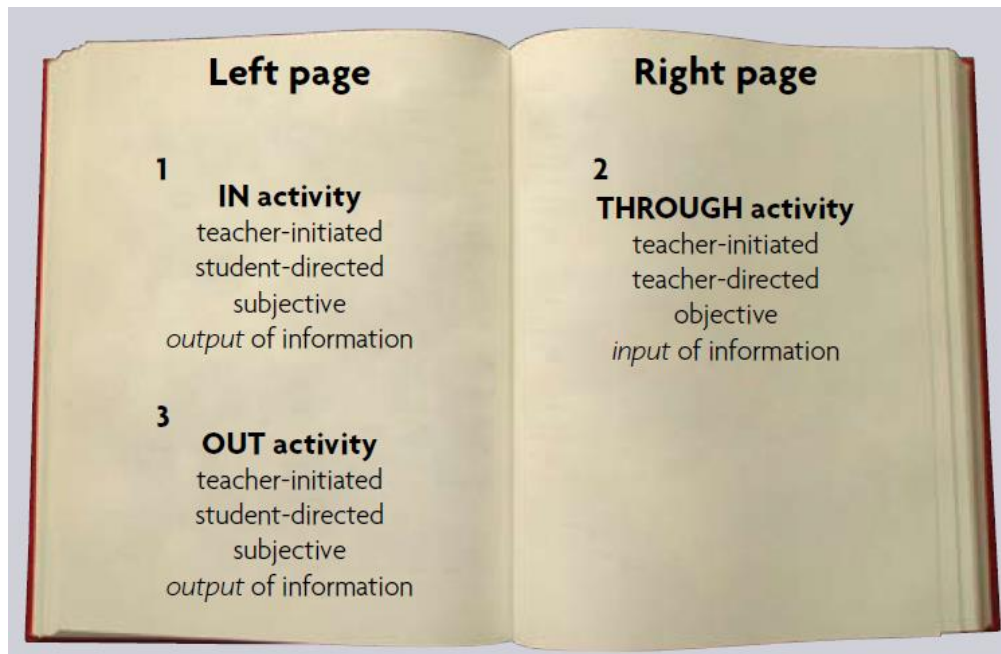 Left page
1
IN activity
teacher-initiated
student-directed
subjective
output of information
3
OUT activity
teacher-initiated
student-directed
subjective
output of information
Right page
2
THROUGH activity
teacher-initiated
teacher-directed
objective
input of information